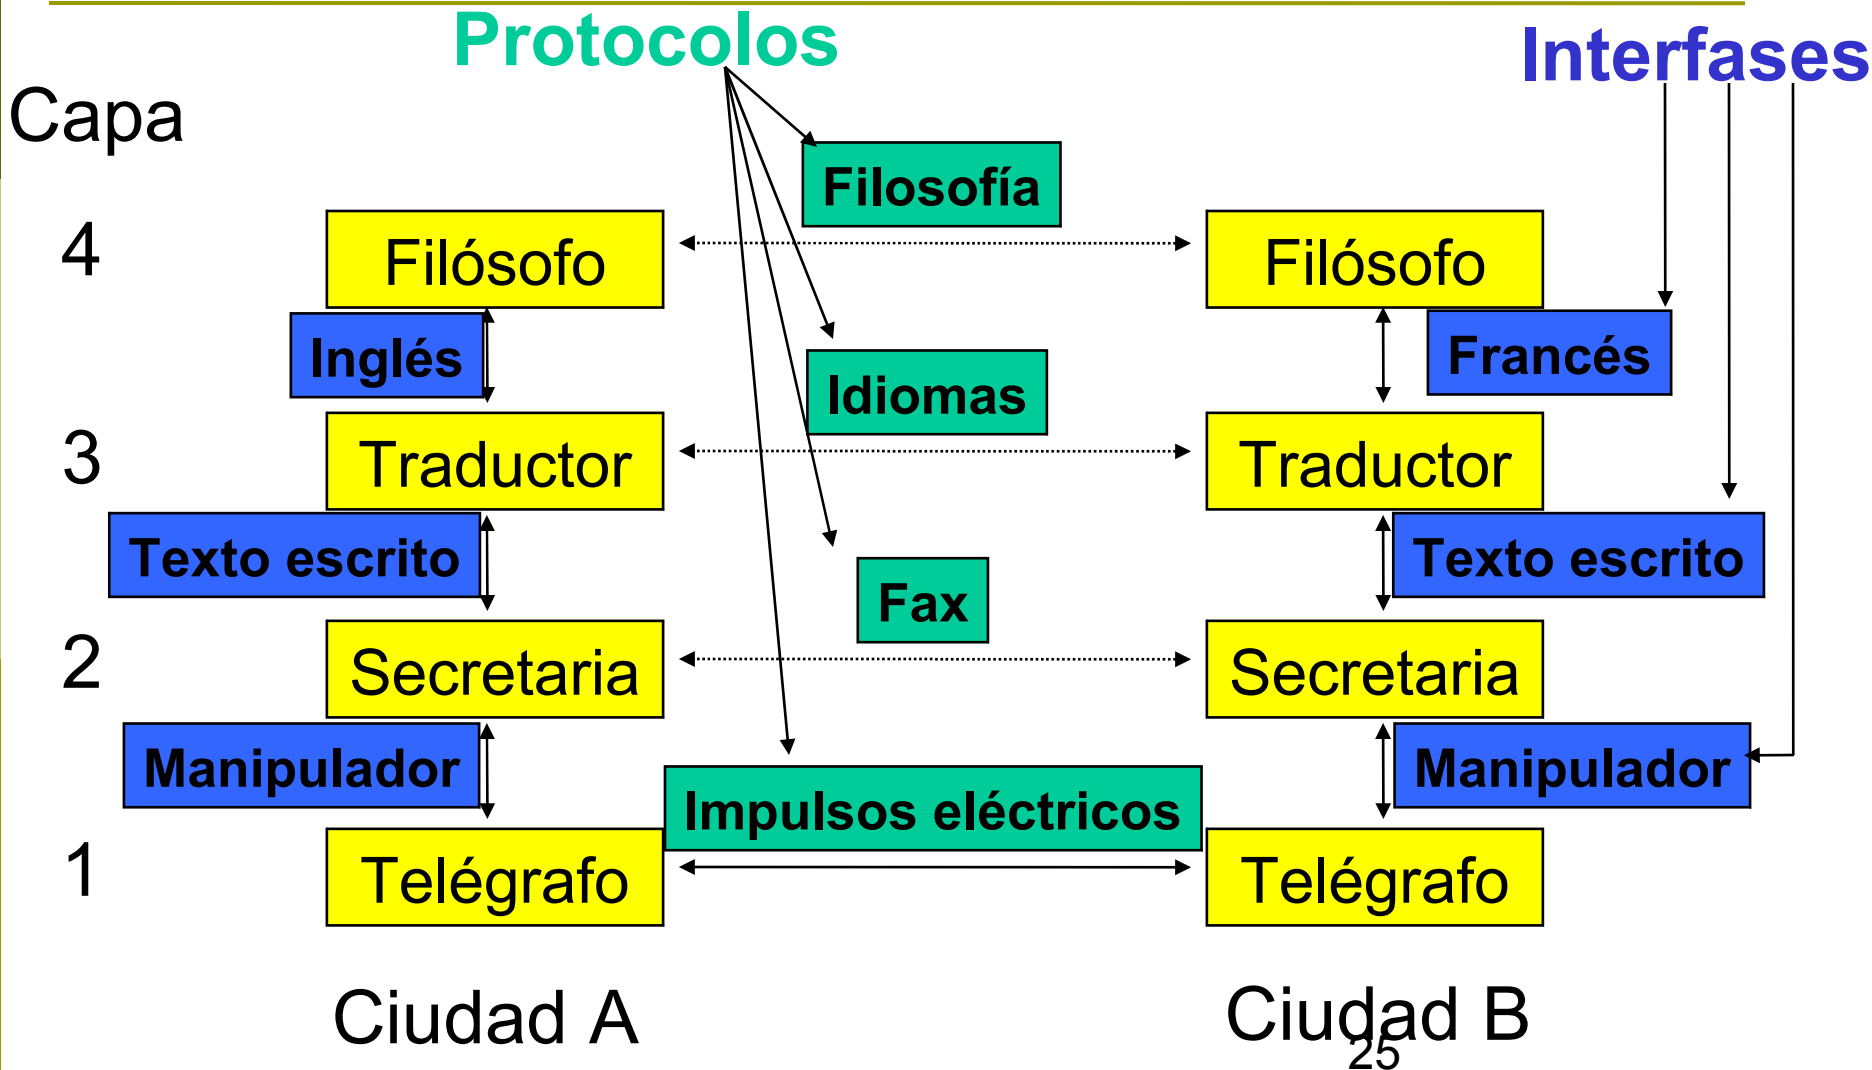 Protocolos
Interfases
Capa
Filosofía
4
Filósofo
Filósofo
Inglés
Francés
Idiomas
3
Traductor
Traductor
Texto escrito
Texto escrito
Fax
2
Secretaria
Secretaria
Manipulador
Manipulador
Impulsos eléctricos
1
Telégrafo
Telégrafo
Ciudad A
Ciudad B
25